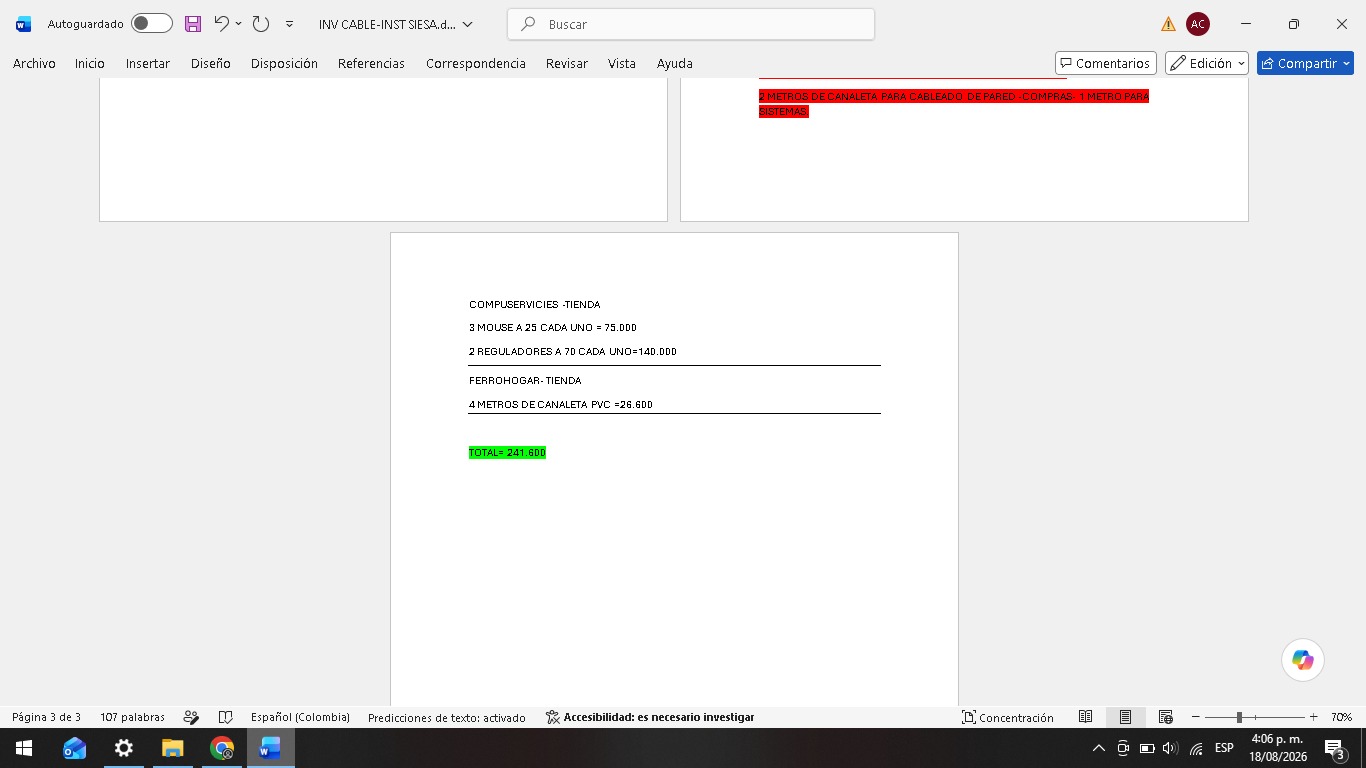 Autoguardado
INV CABLE-INST SIESA.d...
Buscar
AC
Archivo Inicio Insertar Diseño Disposición Referencias Correspondencia Revisar Vista Ayuda
Comentarios Edición Compartir
2 METROS DE CANALETA PARA CABLEADO DE PARED -COMPRAS- 1 METRO PARA
SISTEMAS.
COMPUSERVICIES -TIENDA
3 MOUSE A 25 CADA UNO = 75.000
2 REGULADORES A 70 CADA UNO=140.000
FERROHOGAR- TIENDA
4 METROS DE CANALETA PVC =26.600
TOTAL= 241.600
Página 3 de 3 107 palabras Español (Colombia) Predicciones de texto: activado Accesibilidad: es necesario investigar Concentración 70%
ESP
4:06 p. m.
18/08/2026
3